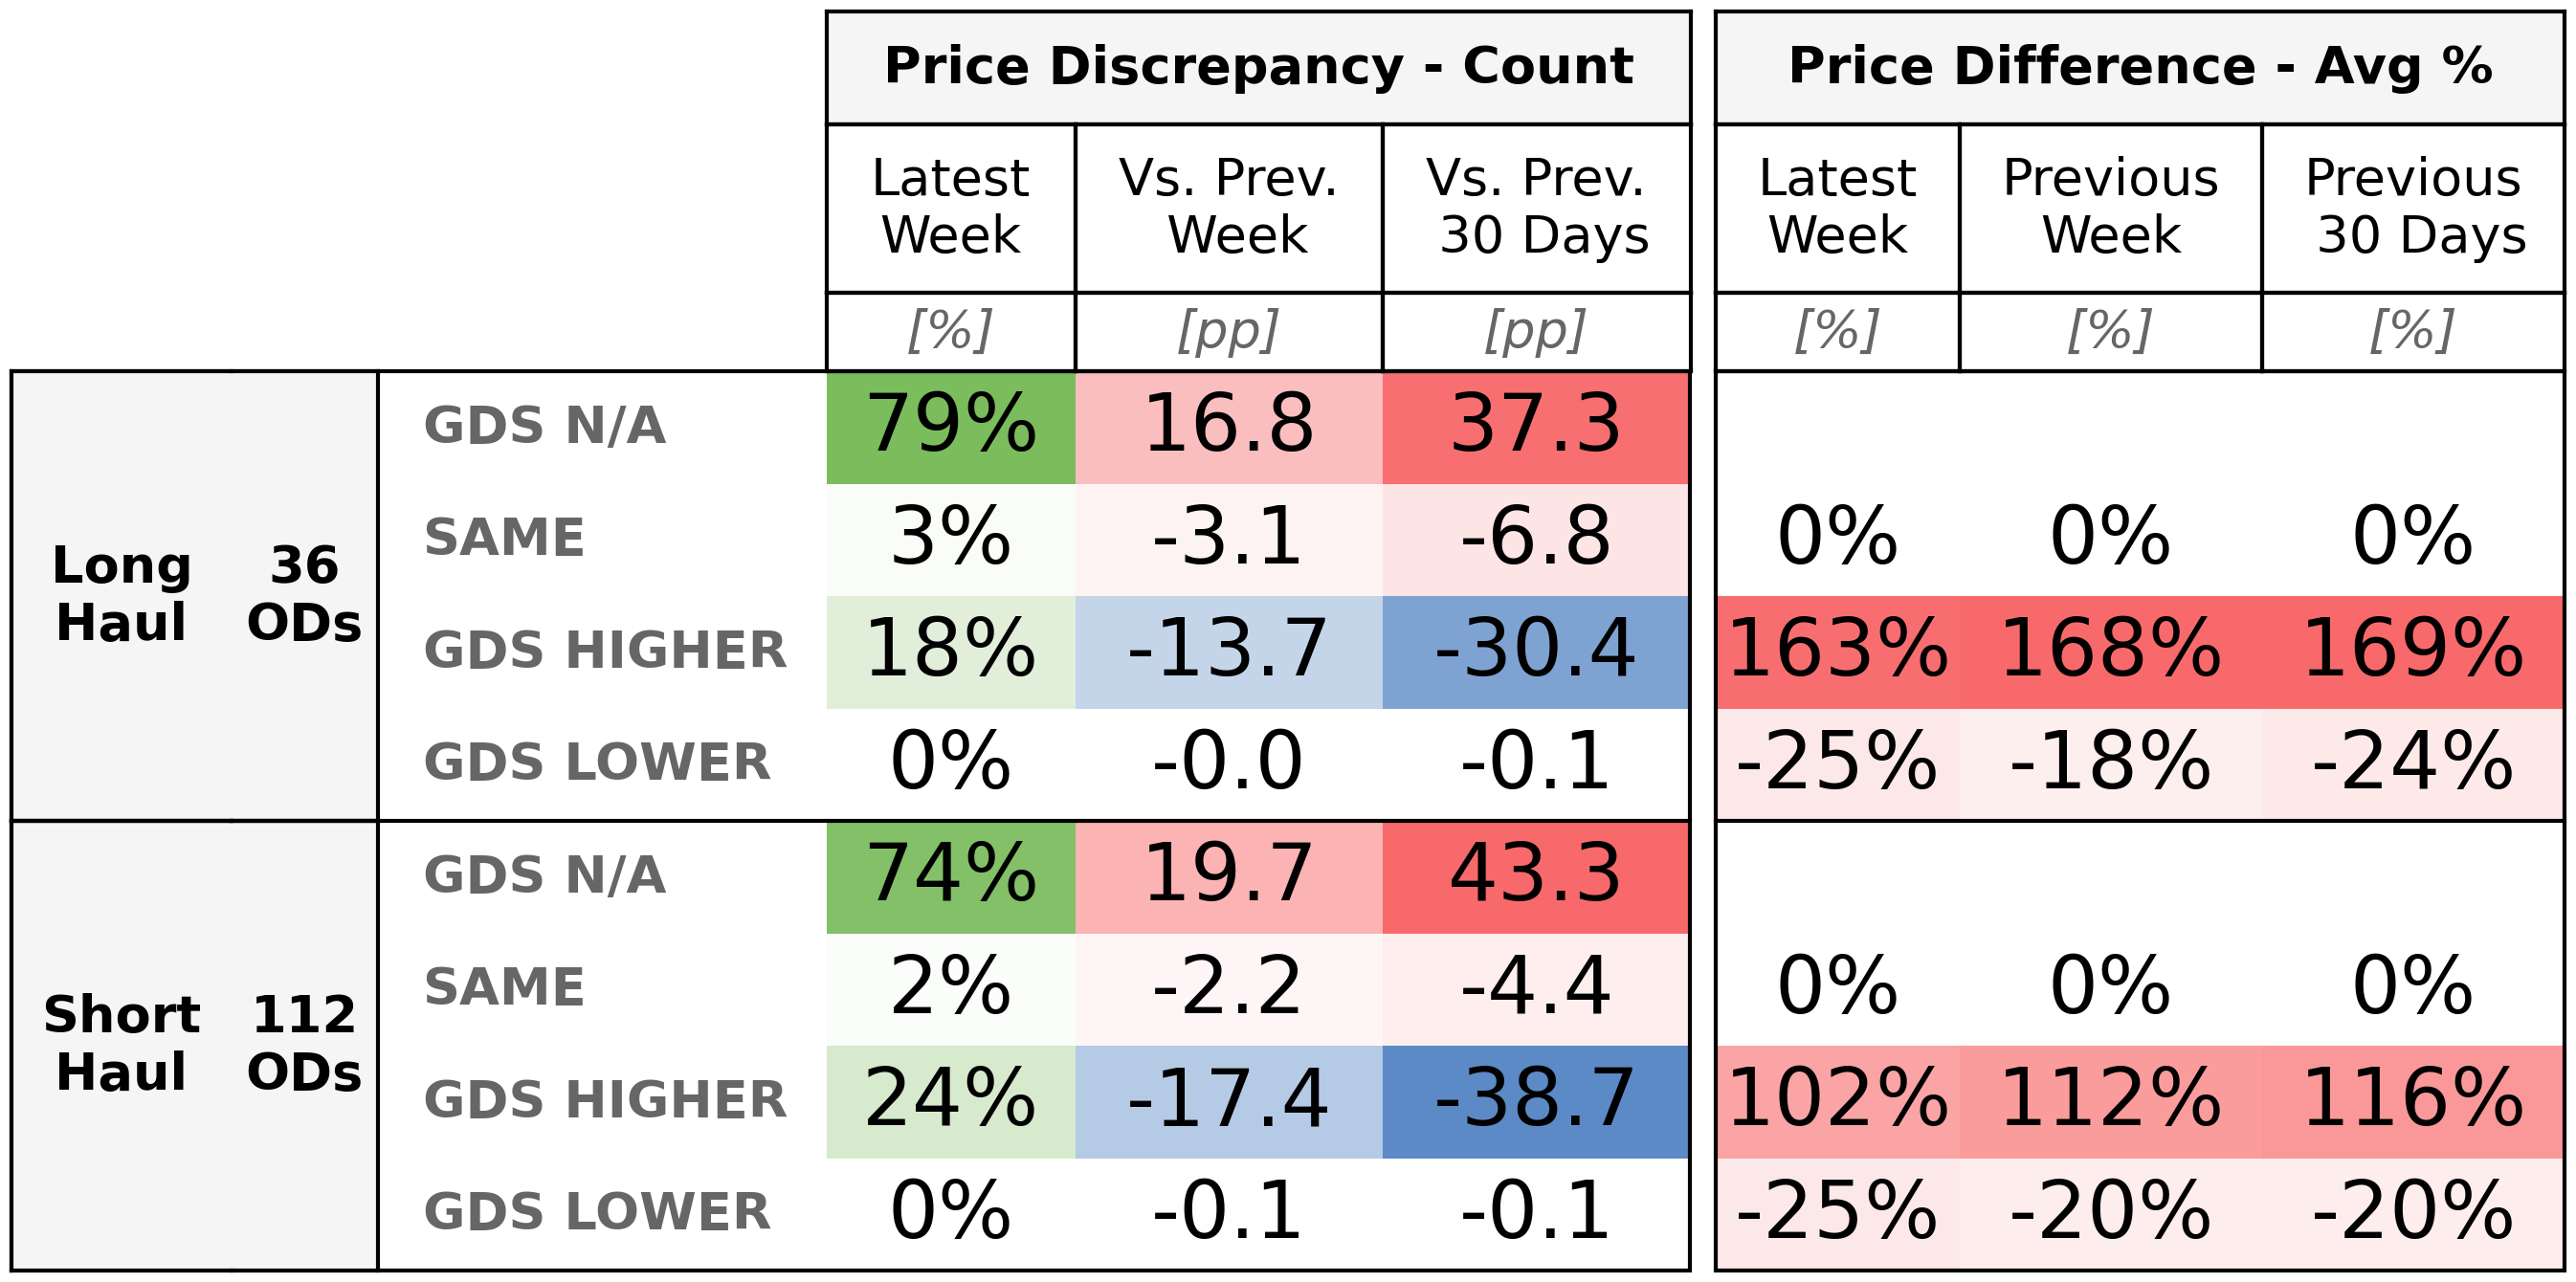 Price Discrepancy - Count Price Difference - Avg %
Latest Week Vs. Prev. Week Vs. Prev. 30 Days Latest Week Previous Week Previous 30 Days
[%] [pp] [pp] [%] [%] [%]
Long Haul 36 ODs
GDS N/A 79% 16.8 37.3
SAME 3% -3.1 -6.8 0% 0% 0%
GDS HIGHER 18% -13.7 -30.4 163% 168% 169%
GDS LOWER 0% -0.0 -0.1 -25% -18% -24%
Short Haul 112 ODs
GDS N/A 74% 19.7 43.3
SAME 2% -2.2 -4.4 0% 0% 0%
GDS HIGHER 24% -17.4 -38.7 102% 112% 116%
GDS LOWER 0% -0.1 -0.1 -25% -20% -20%